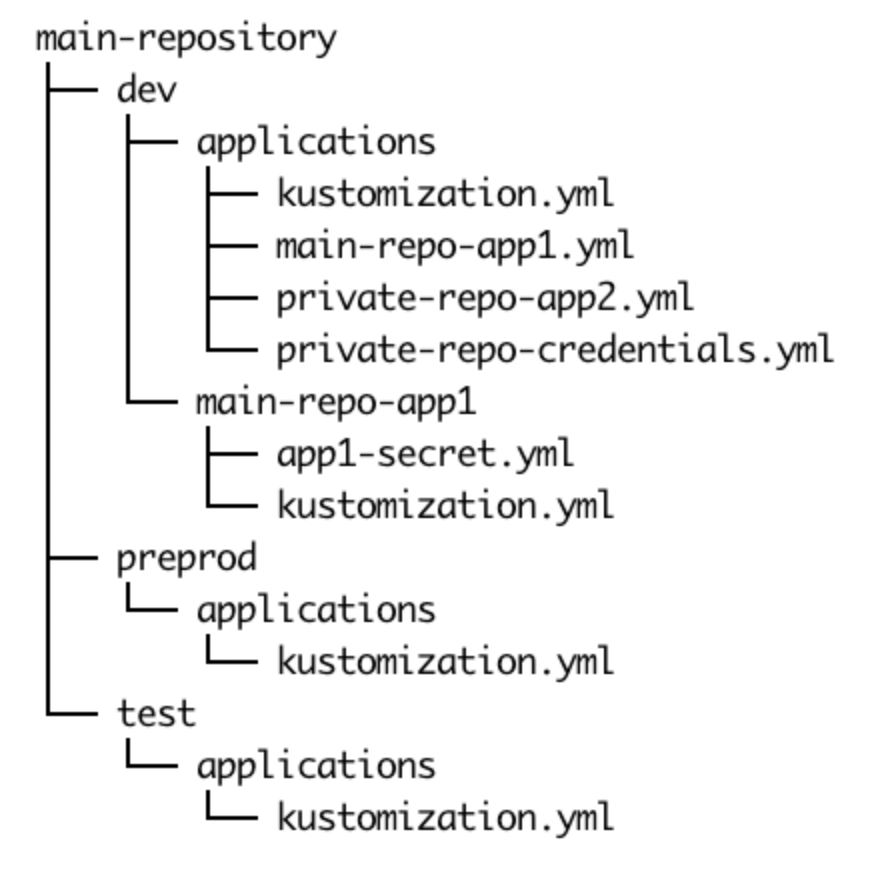 main-repository
dev
applications
kustomization.yml
main-repo-app1.yml
private-repo-app2.yml
private-repo-credentials.yml
main-repo-app1
app1-secret.yml
kustomization.yml
preprod
applications
kustomization.yml
test
applications
kustomization.yml